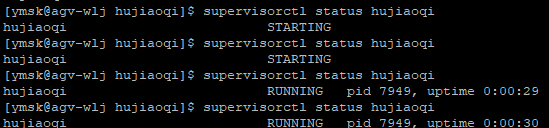 [ymsk@agv-wlj hujiaoqi]$ supervisorctl status hujiaoqi
hujiaoqi STARTING
[ymsk@agv-wlj hujiaoqi]$ supervisorctl status hujiaoqi
hujiaoqi STARTING
[ymsk@agv-wlj hujiaoqi]$ supervisorctl status hujiaoqi
hujiaoqi RUNNING pid 7949, uptime 0:00:29
[ymsk@agv-wlj hujiaoqi]$ supervisorctl status hujiaoqi
hujiaoqi RUNNING pid 7949, uptime 0:00:30